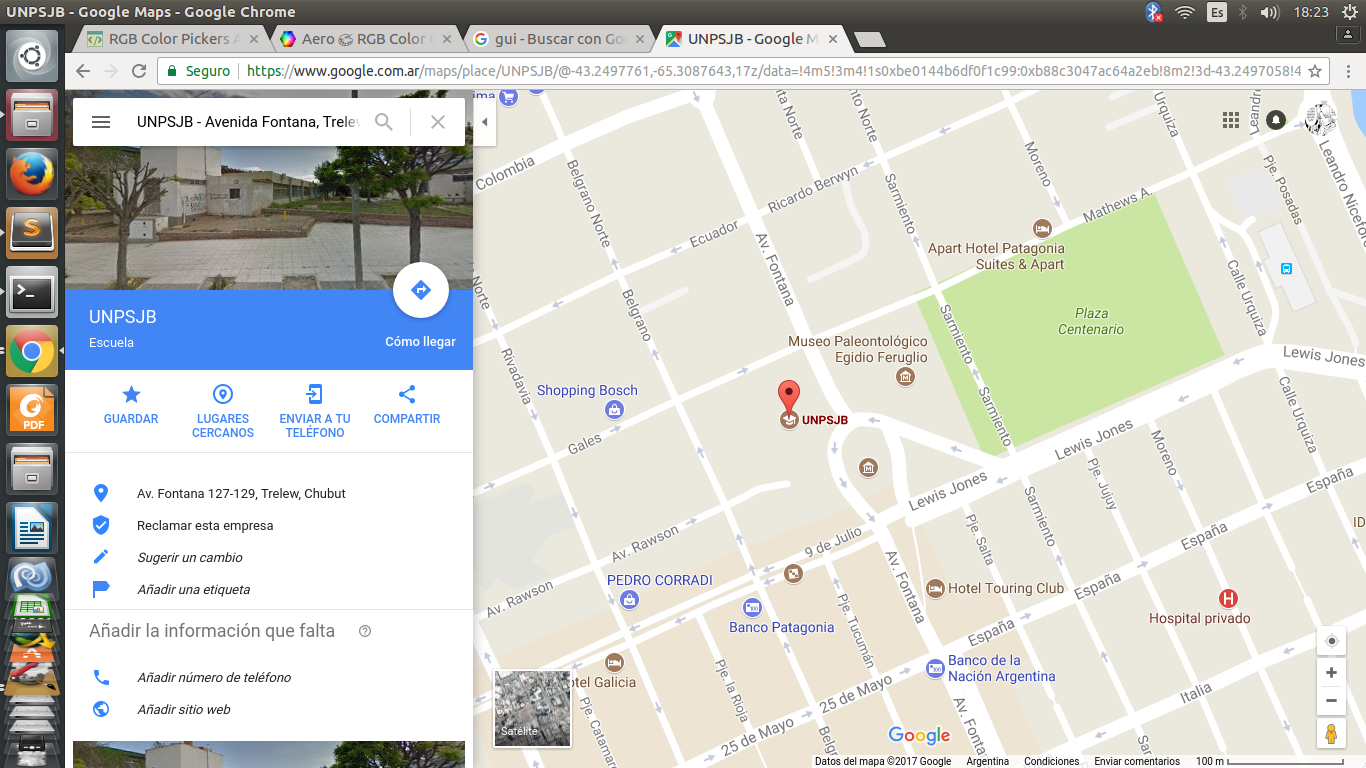 UNPSJB - Google Maps - Google Chrome
Es
18:23
RGB Color Pickers A
Aero
RGB Color
gui - Buscar con Go
UNPSJB - Google M
Seguro
https://www.google.com.ar/maps/place/UNPSJB/@-43.2497761,-65.3087643,17z/data=!4m5!3m4!1s0xbe0144b6df0f1c99:0xb88c3047ac64a2eb!8m2!3d-43.2497058!4
UNPSJB - Avenida Fontana, Trelew
UNPSJB
Escuela
Cómo llegar
GUARDAR
LUGARES
CERCANOS
ENVIAR A TU
TELÉFONO
COMPARTIR
Av. Fontana 127-129, Trelew, Chubut
Reclamar esta empresa
Sugerir un cambio
Añadir una etiqueta
Añadir la información que falta
Añadir número de teléfono
Añadir sitio web
PDF
ima
Colombia
Belgrano Norte
Ricardo Berwyn
Ecuador
Av. Fontana
Sarmiento
nta Norte
nto Norte
Moreno
Urquiza
Leandro
Pje. Posadas
Leandro Nicefor
Mathews A.
Apart Hotel Patagonia
Suites & Apart
Plaza
Centenario
Calle Urquiza
Lewis Jones
Norte
Belgrano
Rivadavia
Museo Paleontológico
Egidio Feruglio
Sarmiento
Shopping Bosch
UNPSJB
Gales
Sarmiento
Lewis Jones
Moreno
Calle Urquiza
Lewis Jones
Pje. Jujuy
España
Sarmiento
Pje. Salta
Av. Rawson
9 de Julio
España
ID
Av. Rawson
PEDRO CORRADI
Av. Fontana
Hotel Touring Club
España
Hospital privado
Banco Patagonia
Pje. Tucumán
España
Banco de la
Nación Argentina
otel Galicia
Pje. la Rioja
Pje. Catamar
25 de Mayo
Italia
25 de Mayo
Av. Fontana
Satélite
Google
Datos del mapa ©2017 Google
Argentina
Condiciones
Enviar comentarios
100 m